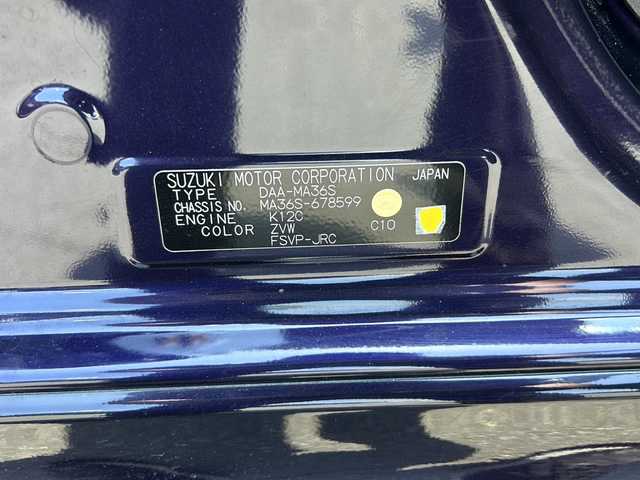 SUZUKI MOTOR CORPORATION JAPAN
TYPE DAA-MA36S
CHASSIS NO. MA36S-678599
ENGINE K12C C10
COLOR ZVW
FSVP-JRC